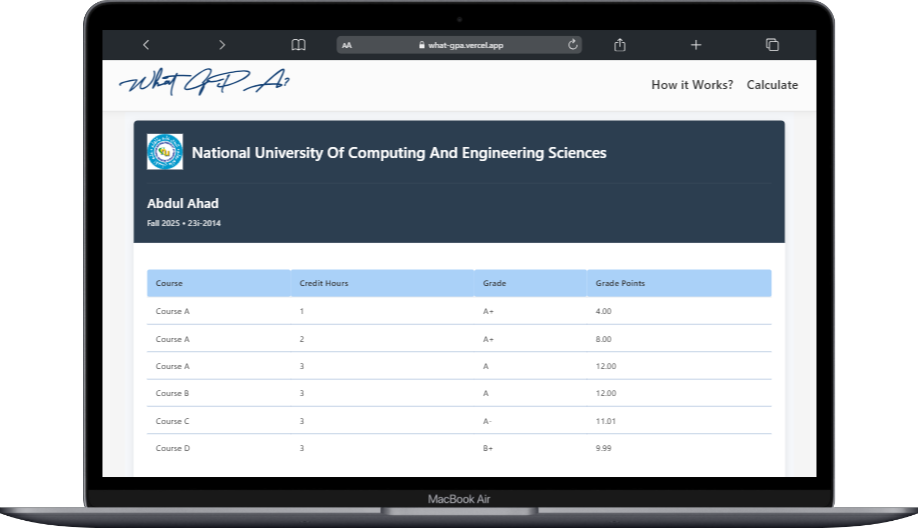 AA what-gpa.vercel.app
What GPA?
How it Works? Calculate
National University Of Computing And Engineering Sciences
Abdul Ahad
Fall 2025 • 23i-2014
Course Credit Hours Grade Grade Points
Course A 1 A+ 4.00
Course A 2 A+ 8.00
Course A 3 A 12.00
Course B 3 A 12.00
Course C 3 A- 11.01
Course D 3 B+ 9.99
MacBook Air